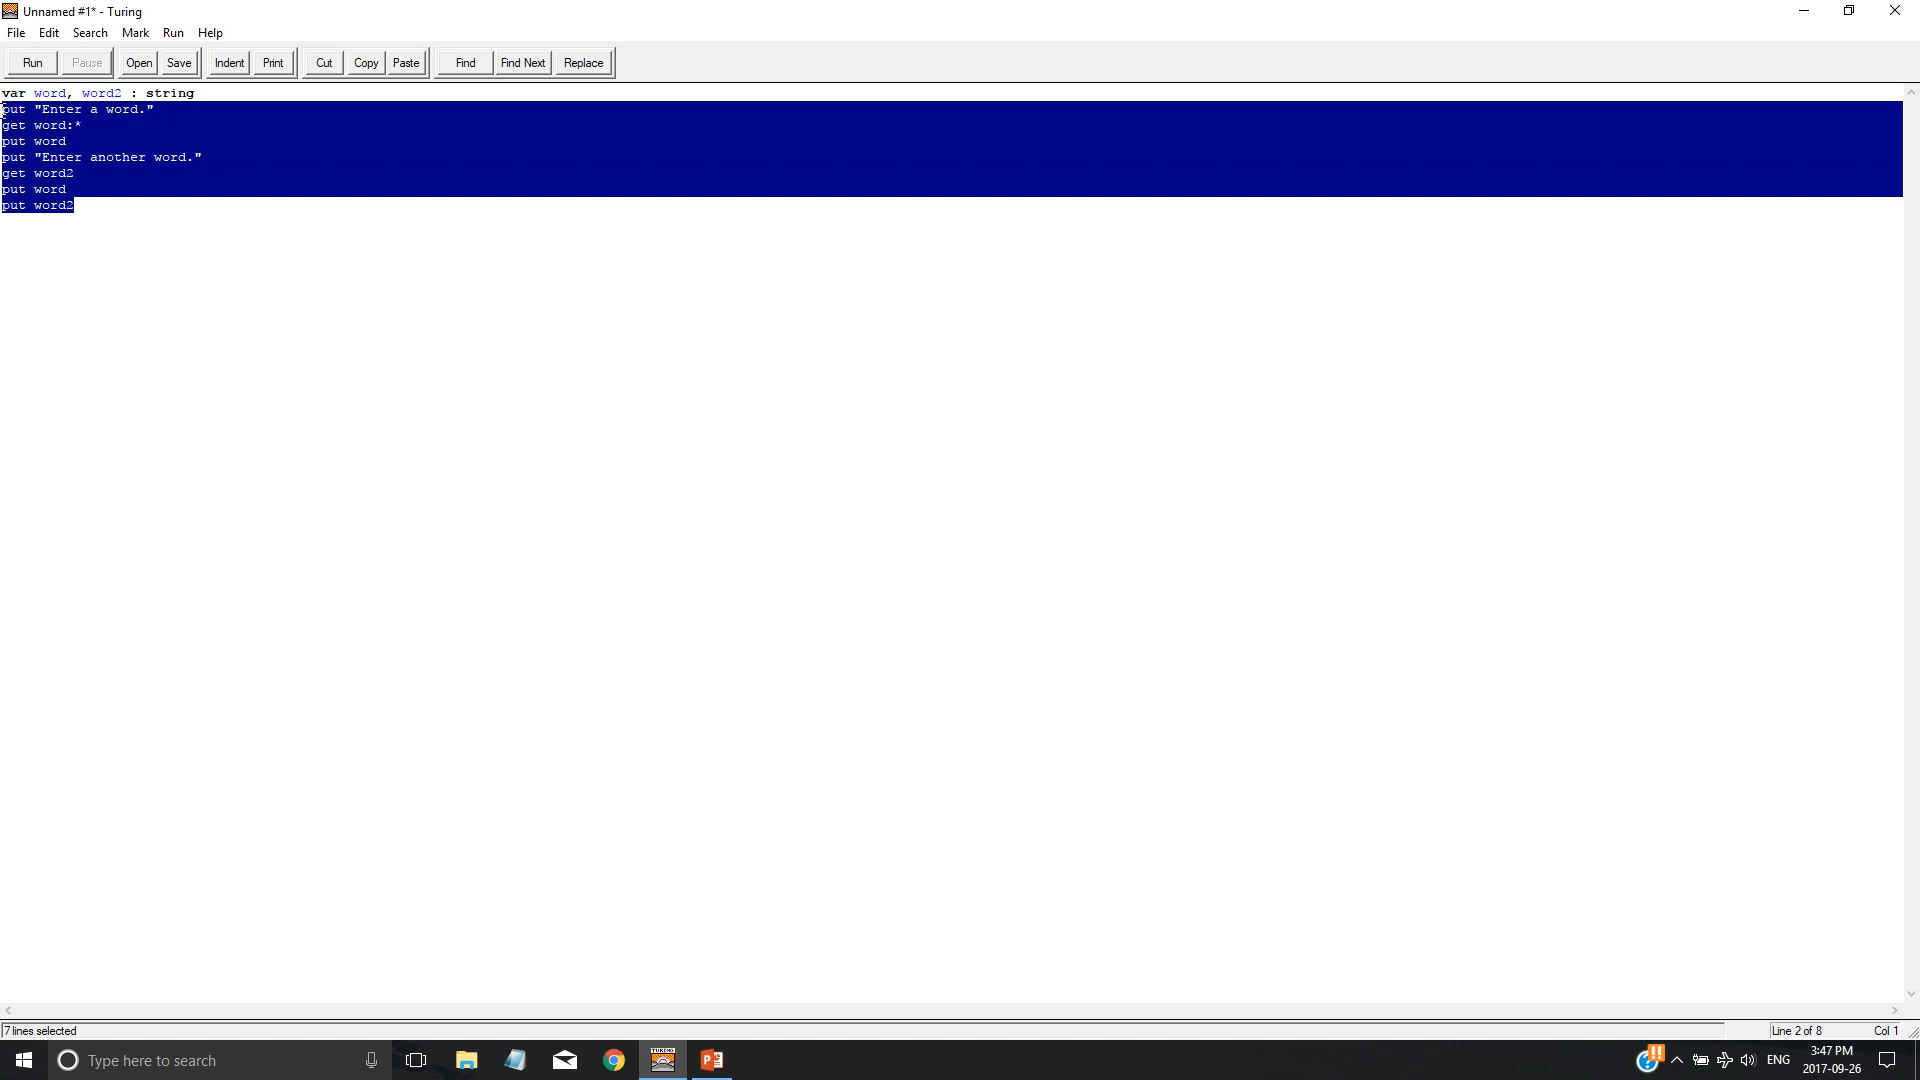 Unnamed #1* - Turing
File Edit Search Mark Run Help
Run Pause Open Save Indent Print Cut Copy Paste Find Find Next Replace
var word, word2 : string
put "Enter a word."
get word:*
put word
put "Enter another word."
get word2
put word
put word2
7 lines selected Line 2 of 8 Col 1
Type here to search ENG 3:47 PM
2017-09-26